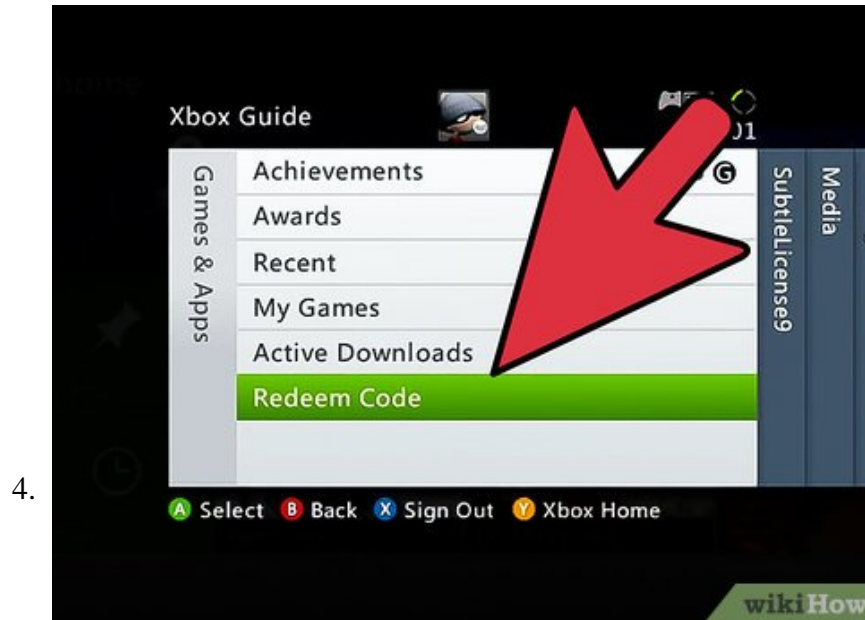 Xbox Guide
01
Games & Apps
Achievements
G
Awards
Recent
My Games
Active Downloads
Redeem Code
SubtleLicense9
Media
A Select B Back X Sign Out Y Xbox Home
4.
wikiHow